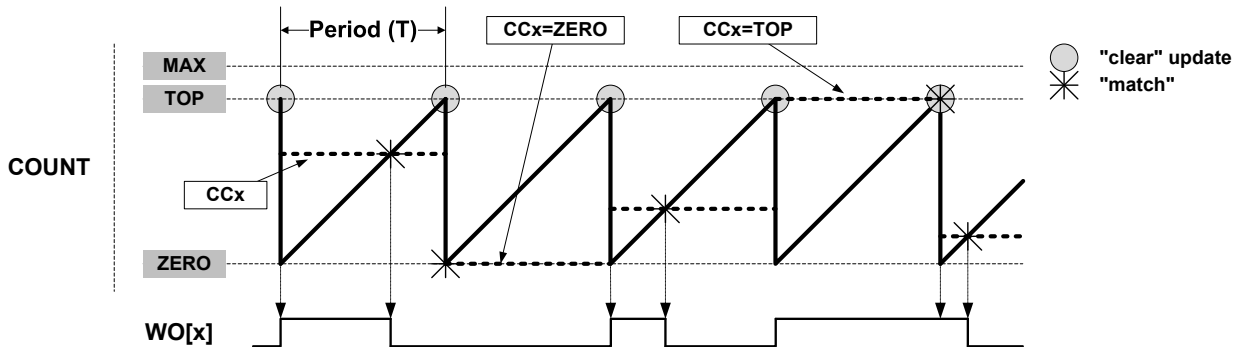 Period (T)
CCx=ZERO
CCx=TOP
"clear" update
"match"
MAX
TOP
COUNT
CCx
ZERO
WO[x]